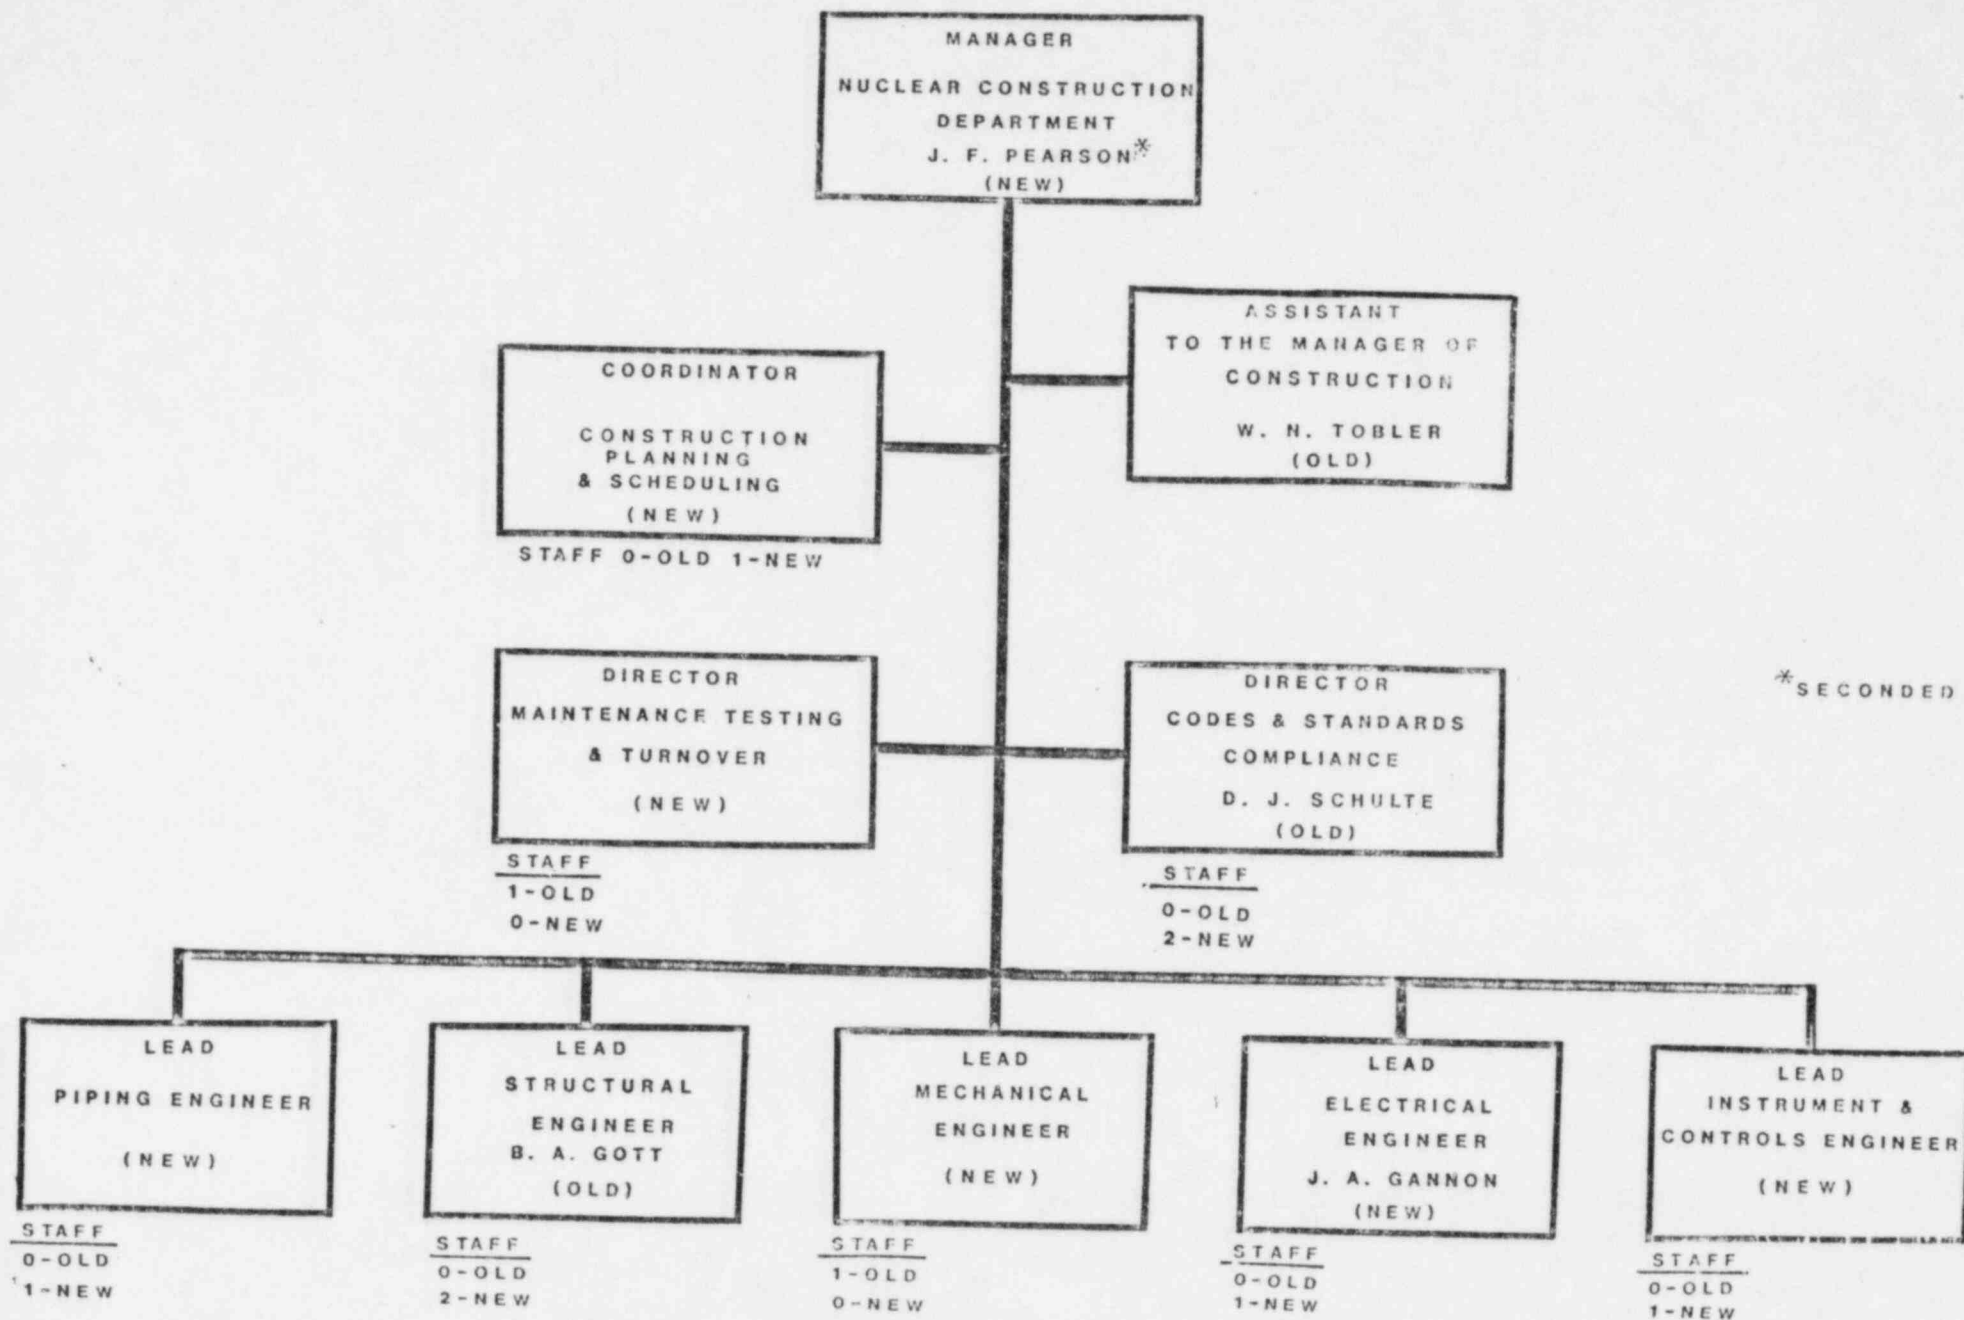 MANAGER
NUCLEAR CONSTRUCTION
DEPARTMENT
J. F. PEARSON*
(NEW)
ASSISTANT
TO THE MANAGER OF
CONSTRUCTION
W. N. TOBLER
(OLD)
COORDINATOR
CONSTRUCTION
PLANNING
& SCHEDULING
(NEW)
STAFF 0-OLD 1-NEW
DIRECTOR
MAINTENANCE TESTING
& TURNOVER
(NEW)
STAFF
1-OLD
0-NEW
DIRECTOR
CODES & STANDARDS
COMPLIANCE
D. J. SCHULTE
(OLD)
STAFF
0-OLD
2-NEW
*SECONDED
LEAD
PIPING ENGINEER
(NEW)
STAFF
0-OLD
1-NEW
LEAD
STRUCTURAL
ENGINEER
B. A. GOTT
(OLD)
STAFF
0-OLD
2-NEW
LEAD
MECHANICAL
ENGINEER
(NEW)
STAFF
1-OLD
0-NEW
LEAD
ELECTRICAL
ENGINEER
J. A. GANNON
(NEW)
STAFF
0-OLD
1-NEW
LEAD
INSTRUMENT &
CONTROLS ENGINEER
(NEW)
STAFF
0-OLD
1-NEW